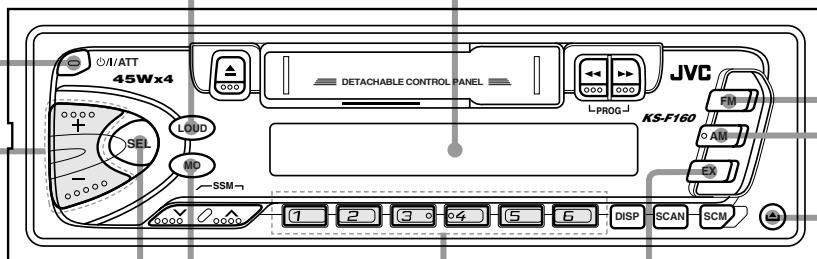 ⏻/I/ATT
45Wx4
DETACHABLE CONTROL PANEL
PROG
JVC
KS-F160
FM
AM
EX
LOUD
SEL
MO
SSM
1 2 3 4 5 6
DISP SCAN SCM